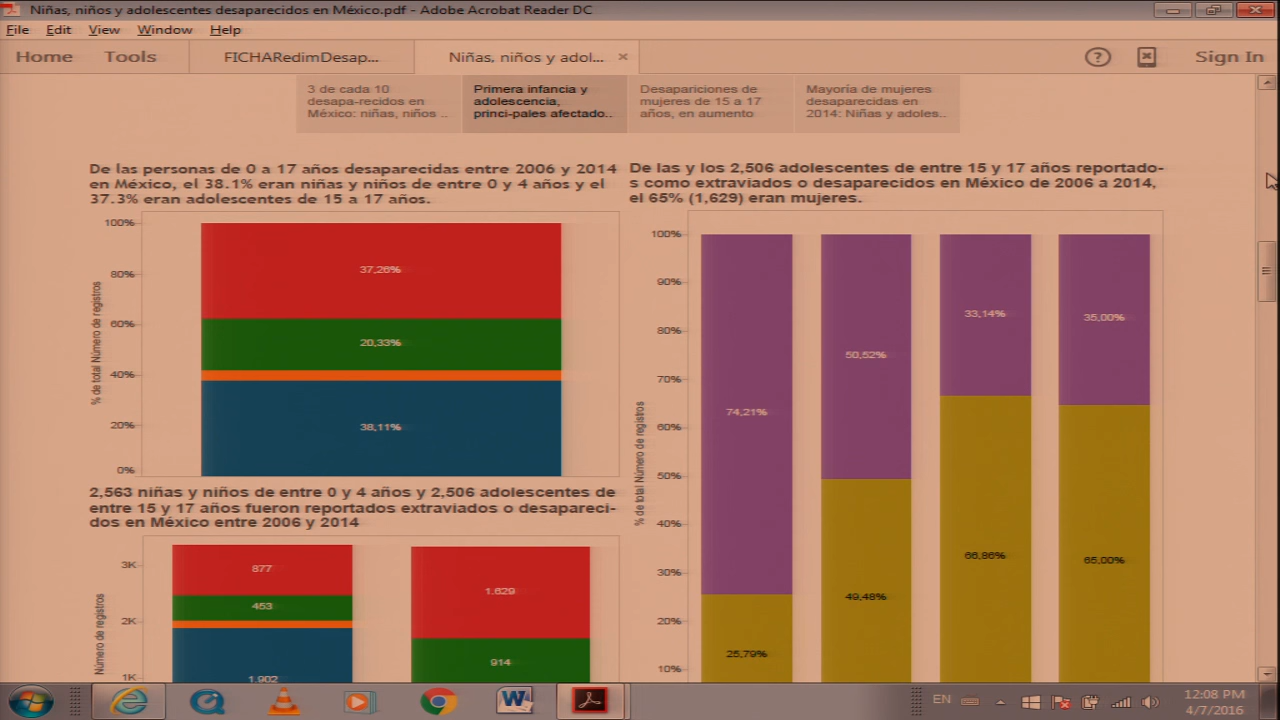 Niñas, niños y adolescentes desaparecidos en México.pdf - Adobe Acrobat Reader DC
File Edit View Window Help
Home Tools FICHARedimDesap... Niñas, niños y adol... × ? Sign In
3 de cada 10
desapa-recidos en
México: niñas, niños ..
Primera infancia y
adolescencia,
princi-pales afectado..
Desapariciones de
mujeres de 15 a 17
años, en aumento
Mayoría de mujeres
desaparecidas en
2014: Niñas y adoles..
De las personas de 0 a 17 años desaparecidas entre 2006 y 2014
en México, el 38.1% eran niñas y niños de entre 0 y 4 años y el
37.3% eran adolescentes de 15 a 17 años.
100%
80%
60%
40%
20%
0%
% de total Número de registros
37,26%
20,33%
38,11%
2,563 niñas y niños de entre 0 y 4 años y 2,506 adolescentes de
entre 15 y 17 años fueron reportados extraviados o desapareci-
dos en México entre 2006 y 2014
3K
2K
1K
Número de registros
877
453
1.902
1.629
914
De las y los 2,506 adolescentes de entre 15 y 17 años reportado-
s como extraviados o desaparecidos en México de 2006 a 2014,
el 65% (1,629) eran mujeres.
100%
90%
80%
70%
60%
50%
40%
30%
20%
10%
% de total Número de registros
74,21%
25,79%
50,52%
49,48%
33,14%
66,86%
35,00%
65,00%
EN
12:08 PM
4/7/2016